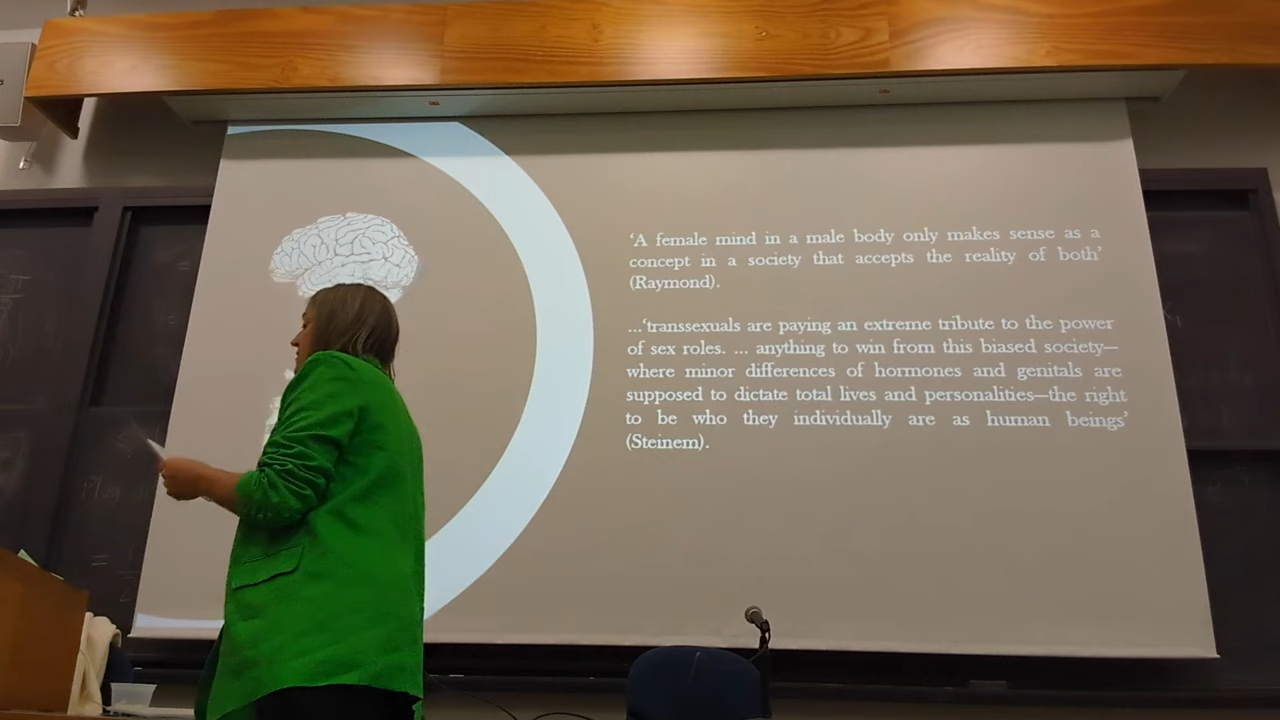 ‘A female mind in a male body only makes sense as a
concept in a society that accepts the reality of both’
(Raymond).
…‘transsexuals are paying an extreme tribute to the power
of sex roles. … anything to win from this biased society—
where minor differences of hormones and genitals are
supposed to dictate total lives and personalities—the right
to be who they individually are as human beings’
(Steinem).